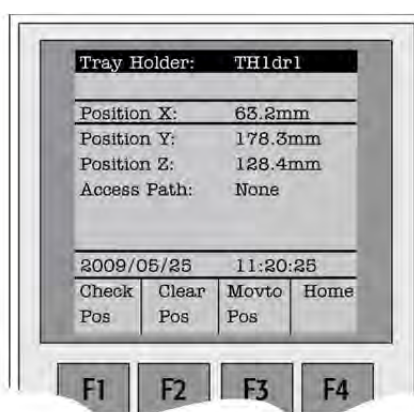 Tray Holder: TH1dr1
Position X: 63.2mm
Position Y: 178.3mm
Position Z: 128.4mm
Access Path: None
2009/05/25 11:20:25
Check Clear Movto Home
Pos Pos Pos
F1 F2 F3 F4